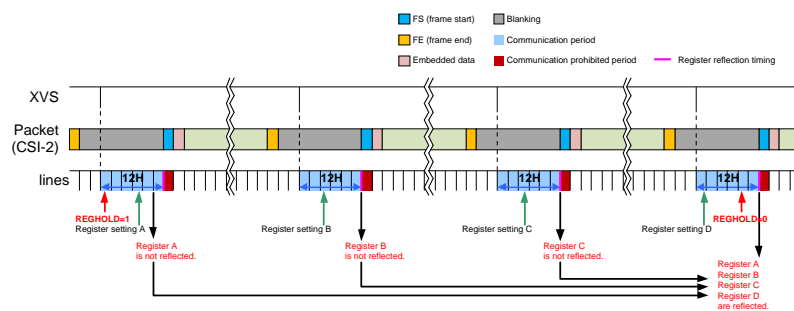 FS (frame start)
Blanking
FE (frame end)
Communication period
Embedded data
Communication prohibited period
Register reflection timing
XVS
Packet
(CSI-2)
lines
12H
12H
12H
12H
REGHOLD=1
Register setting A
Register setting B
Register setting C
Register setting D
REGHOLD=0
Register A
is not reflected.
Register B
is not reflected.
Register C
is not reflected.
Register A
Register B
Register C
Register D
are reflected.